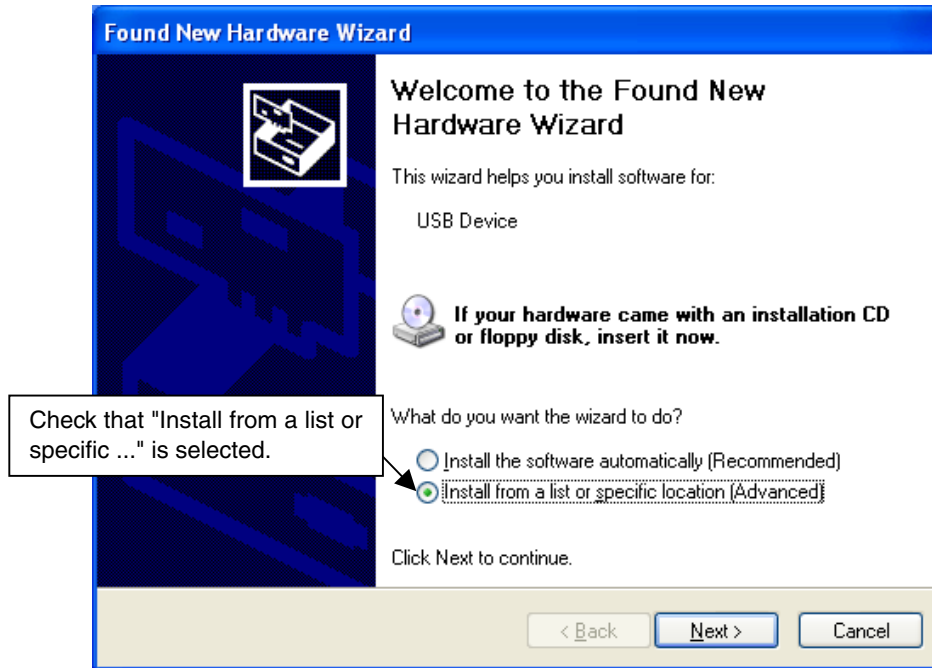 Found New Hardware Wizard
Welcome to the Found New
Hardware Wizard
This wizard helps you install software for:
USB Device
If your hardware came with an installation CD
or floppy disk, insert it now.
Check that "Install from a list or
specific ..." is selected.
What do you want the wizard to do?
Install the software automatically (Recommended)
Install from a list or specific location (Advanced)
Click Next to continue.
< Back
Next >
Cancel